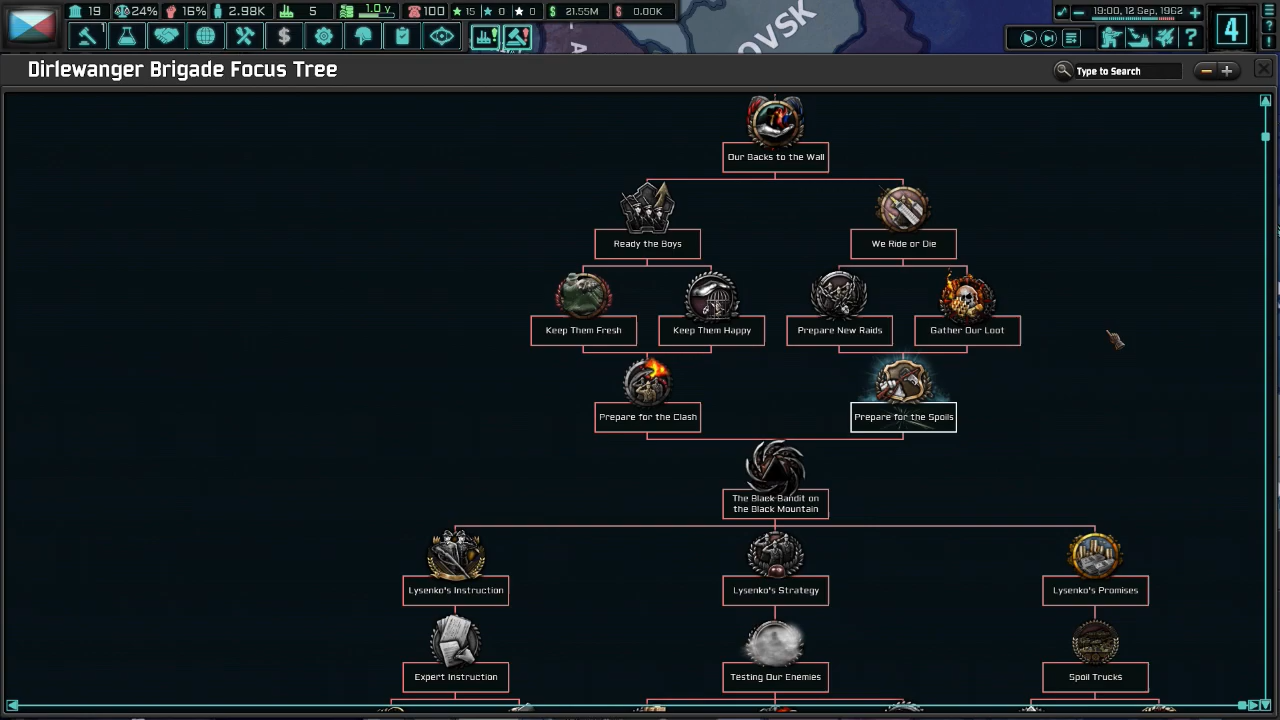 19 24% 16% 2.98K 5 1.0 v 100 15 0 0 $ 21.55M $ 0.00K 19:00, 12 Sep, 1962
4
OVSK
Dirlewanger Brigade Focus Tree
Type to Search
Our Backs to the Wall
Ready the Boys
We Ride or Die
Keep Them Fresh
Keep Them Happy
Prepare New Raids
Gather Our Loot
Prepare for the Clash
Prepare for the Spoils
The Black Bandit on
the Black Mountain
Lysenko's Instruction
Lysenko's Strategy
Lysenko's Promises
Expert Instruction
Testing Our Enemies
Spoil Trucks